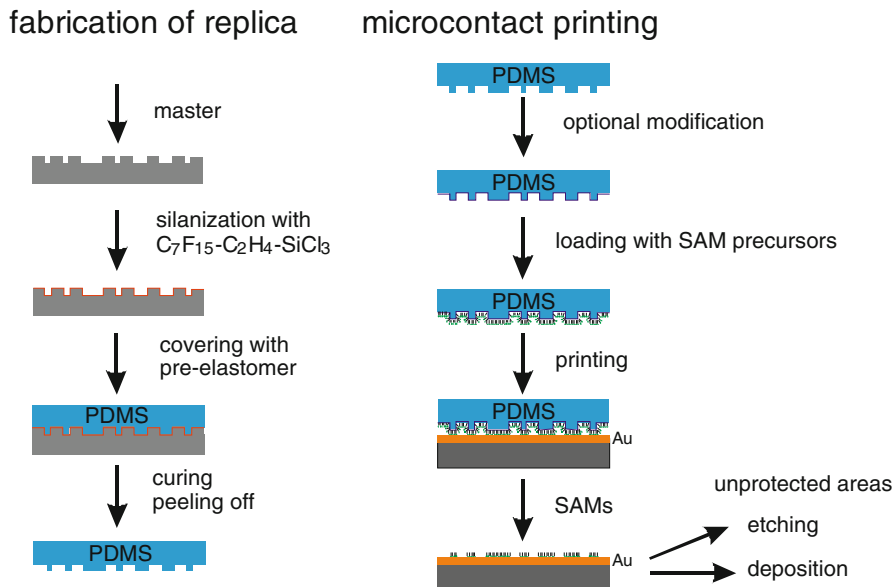 fabrication of replica
master
silanization with
C₇F₁₅-C₂H₄-SiCl₃
covering with
pre-elastomer
PDMS
curing
peeling off
PDMS
microcontact printing
PDMS
optional modification
PDMS
loading with SAM precursors
PDMS
printing
PDMS
Au
SAMs
unprotected areas
etching
Au
deposition